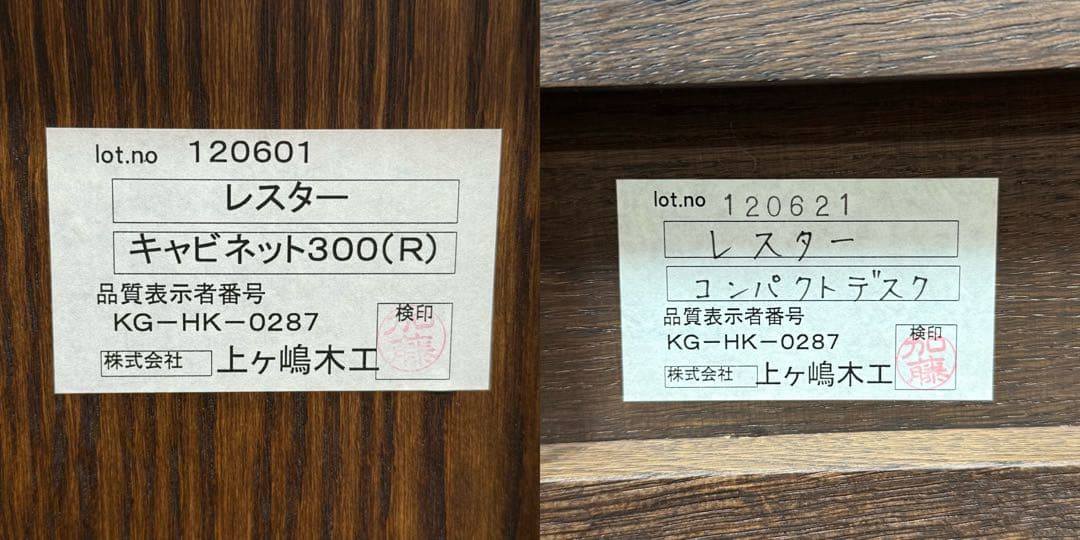 lot.no 120601
レスター
キャビネット300(R)
品質表示者番号
KG-HK-0287
検印
加藤
株式会社 上ヶ嶋木工
lot.no 120621
レスター
コンパクトデスク
品質表示者番号
KG-HK-0287
検印
加藤
株式会社 上ヶ嶋木工